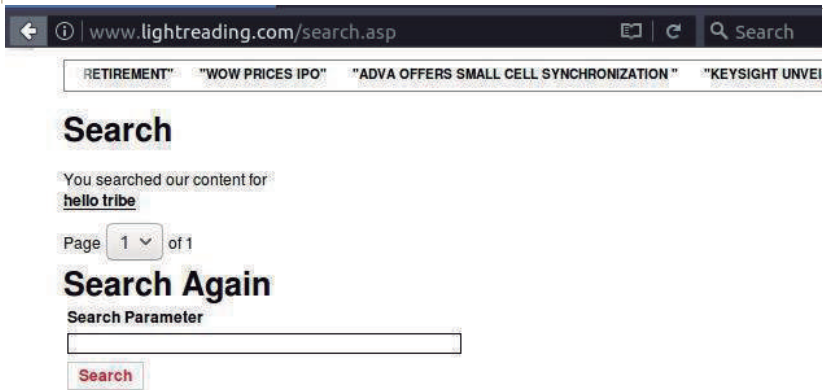 www.lightreading.com/search.asp Search
RETIREMENT" "WOW PRICES IPO" "ADVA OFFERS SMALL CELL SYNCHRONIZATION " "KEYSIGHT UNVEI
Search
You searched our content for
hello tribe
Page 1 of 1
Search Again
Search Parameter
Search